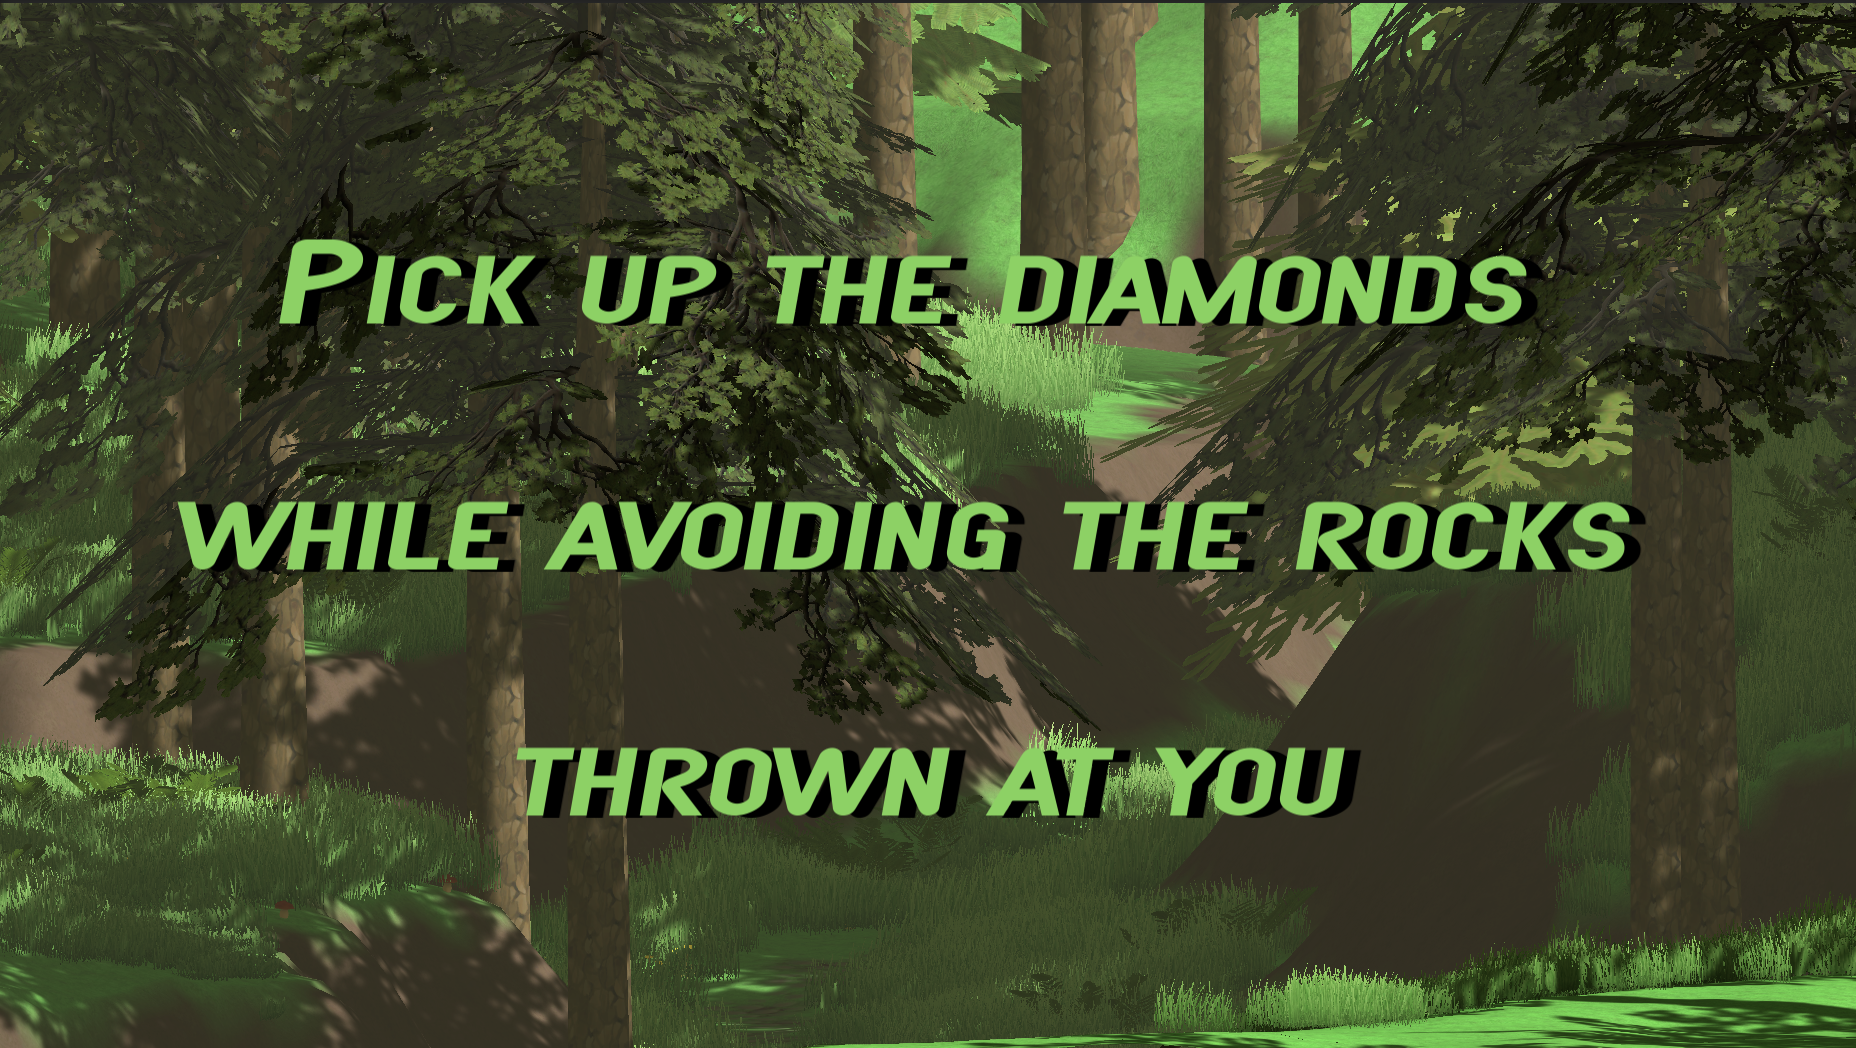 Pick up the diamonds
while avoiding the rocks
thrown at you